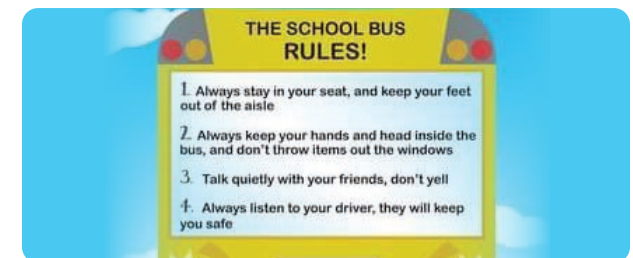 THE SCHOOL BUS
RULES!
1. Always stay in your seat, and keep your feet
out of the aisle
2. Always keep your hands and head inside the
bus, and don't throw items out the windows
3. Talk quietly with your friends, don't yell
4. Always listen to your driver, they will keep
you safe